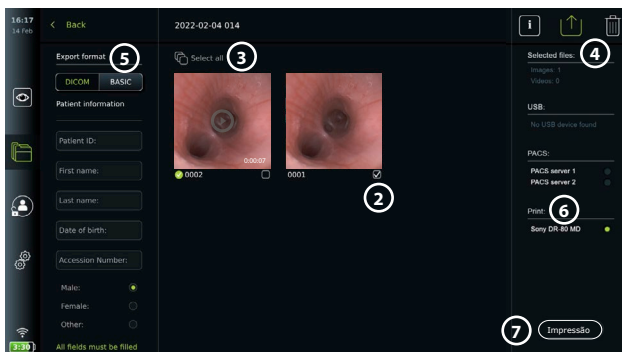 16:17
14 Feb
Back
2022-02-04 014
i
Export format
5
DICOM
BASIC
Patient information
Patient ID:
First name:
Last name:
Date of birth:
Accession Number:
Male:
Female:
Other:
All fields must be filled
3:30
Select all
3
0:00:07
0002
0001
2
4
Selected files:
Images: 1
Videos: 0
USB:
No USB device found
PACS:
PACS server 1
PACS server 2
Print:
6
Sony DR-80 MD
7
Impressão